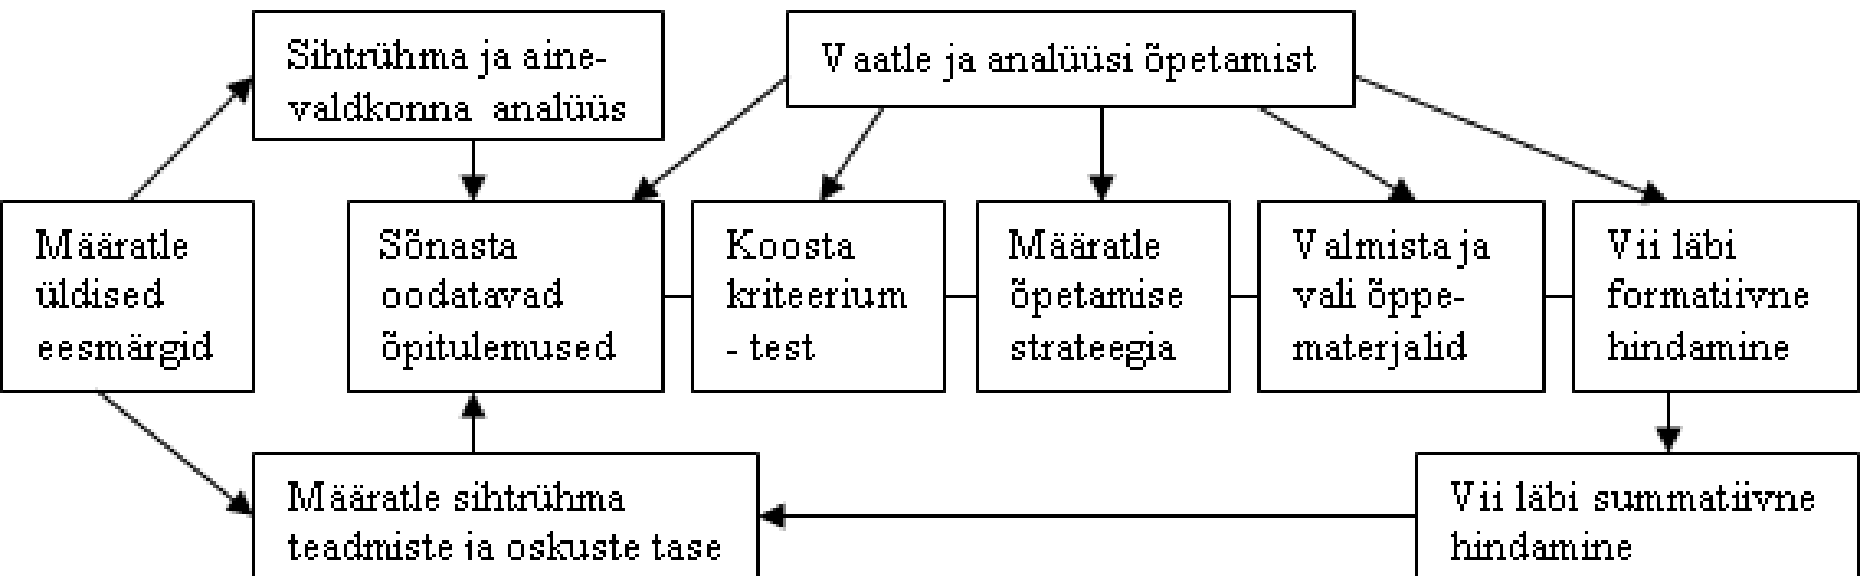 Sihtrühma ja aine-
valdkonna analüüs
Vaatle ja analüüsi õpetamist
Määratle
üldised
eesmärgid
Sõnasta
oodatavad
õpitulemused
Koosta
kriteerium
- test
Määratle
õpetamise
strateegia
Valmista ja
vali õppe-
materjalid
Vii läbi
formatiivne
hindamine
Määratle sihtrühma
teadmiste ja oskuste tase
Vii läbi summatiivne
hindamine